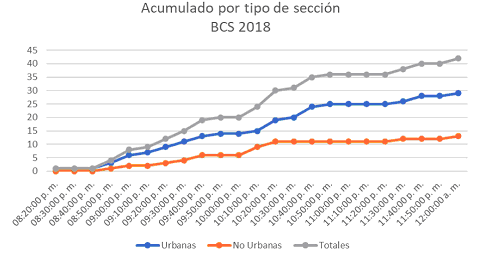 Acumulado por tipo de sección
BCS 2018
45
40
35
30
25
20
15
10
5
0
08:20:00 p. m.
08:30:00 p. m.
08:40:00 p. m.
08:50:00 p. m.
09:00:00 p. m.
09:10:00 p. m.
09:20:00 p. m.
09:30:00 p. m.
09:40:00 p. m.
09:50:00 p. m.
10:00:00 p. m.
10:10:00 p. m.
10:20:00 p. m.
10:30:00 p. m.
10:40:00 p. m.
10:50:00 p. m.
11:00:00 p. m.
11:10:00 p. m.
11:20:00 p. m.
11:30:00 p. m.
11:40:00 p. m.
11:50:00 p. m.
12:00:00 a. m.
Urbanas No Urbanas Totales